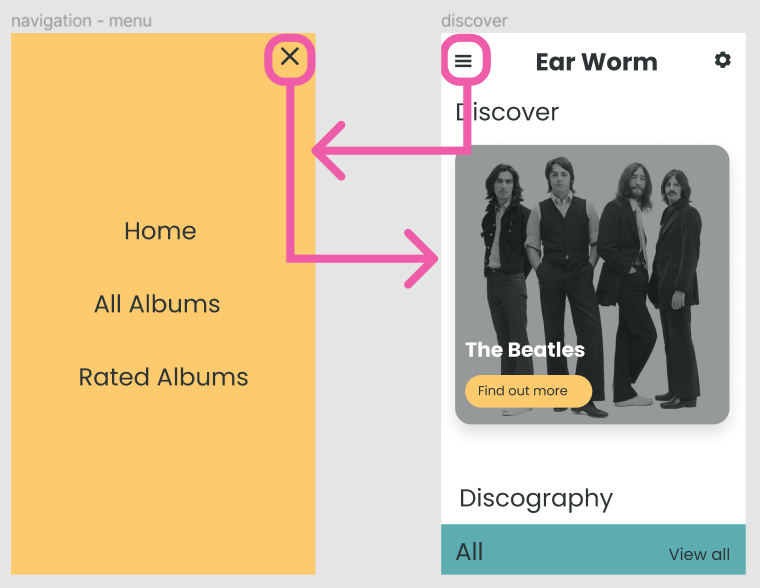 navigation - menu
Home
All Albums
Rated Albums
discover
Ear Worm
Discover
The Beatles
Find out more
Discography
All
View all